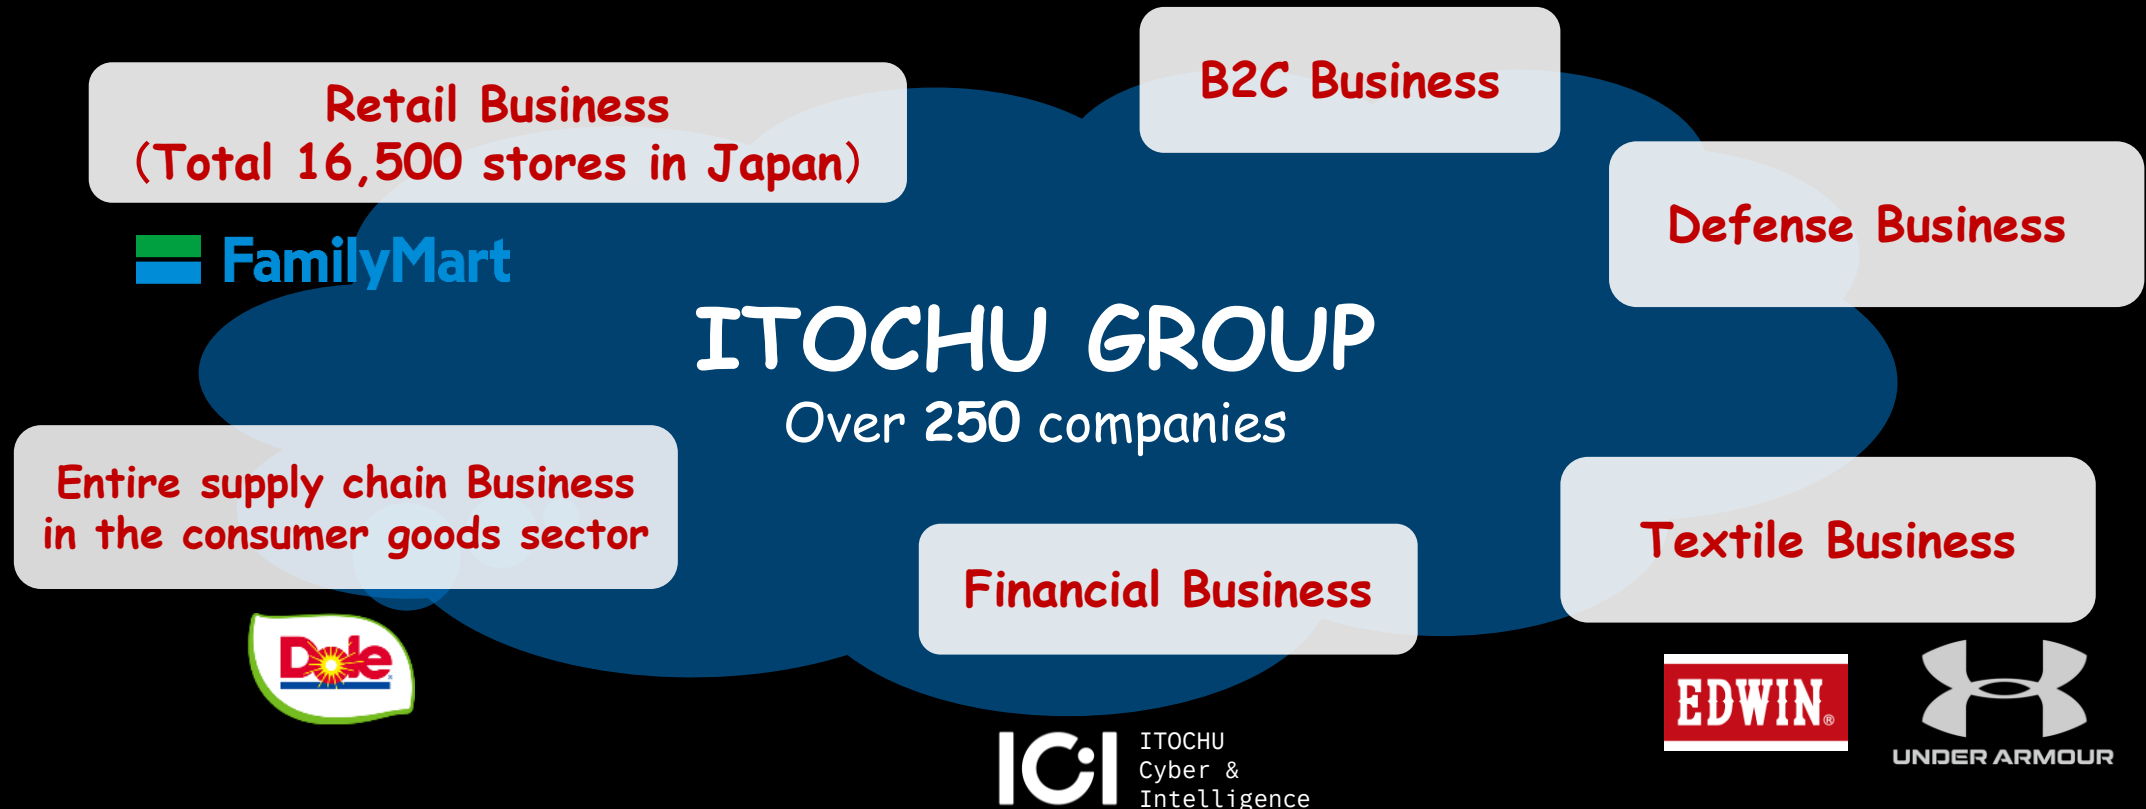 B2C Business
Retail Business
（Total 16,500 stores in Japan）
Defense Business
FamilyMart
ITOCHU GROUP
Over 250 companies
Entire supply chain Business
in the consumer goods sector
Textile Business
Financial Business
Dole
EDWIN®
UNDER ARMOUR
ICI
ITOCHU
Cyber &
Intelligence